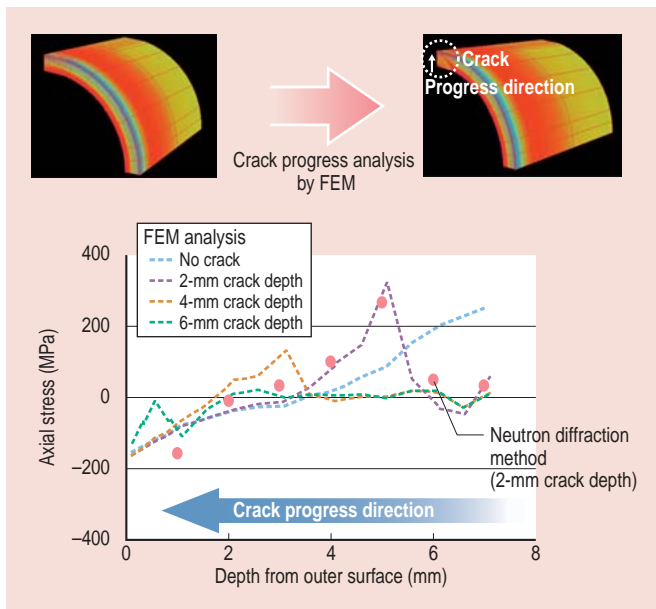 Crack
Progress direction
Crack progress analysis
by FEM
FEM analysis
No crack
2-mm crack depth
4-mm crack depth
6-mm crack depth
400
200
0
–200
–400
Axial stress (MPa)
Neutron diffraction
method
(2-mm crack depth)
Crack progress direction
0 2 4 6 8
Depth from outer surface (mm)